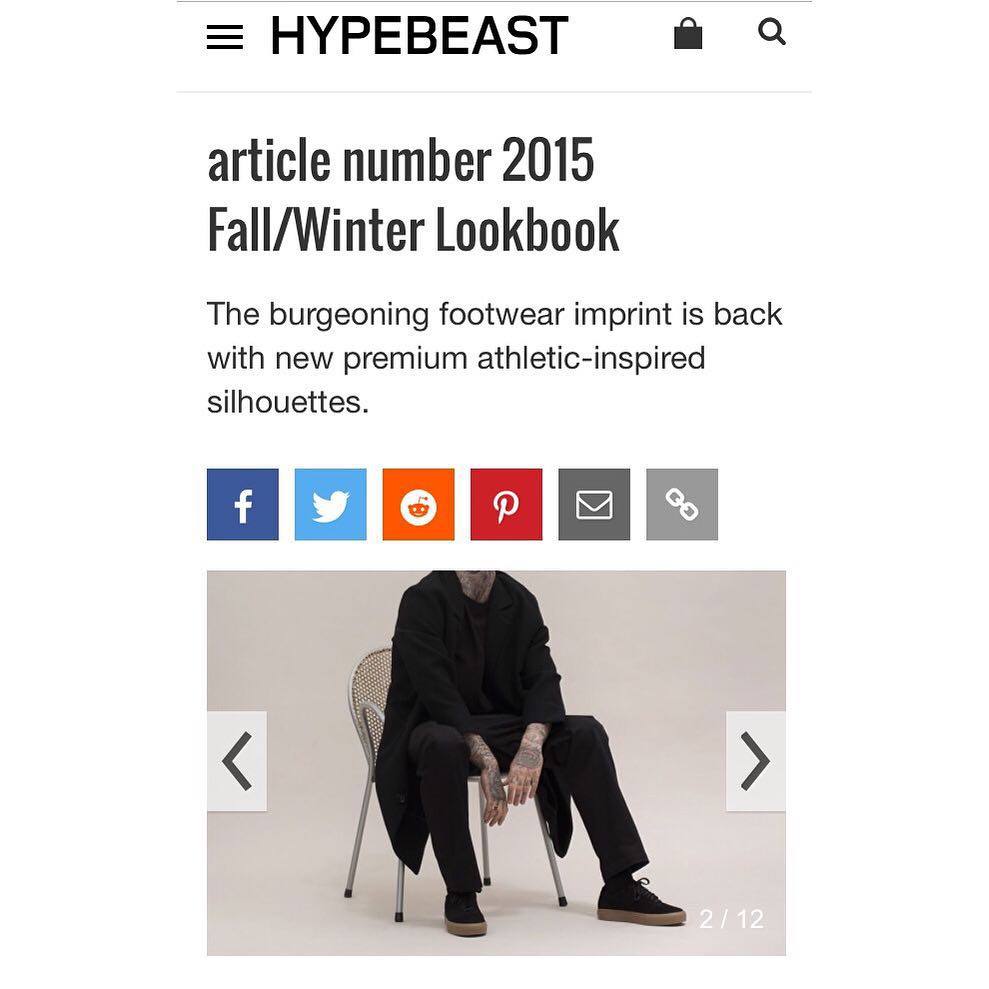 HYPEBEAST
article number 2015
Fall/Winter Lookbook
The burgeoning footwear imprint is back
with new premium athletic-inspired
silhouettes.
2 / 12